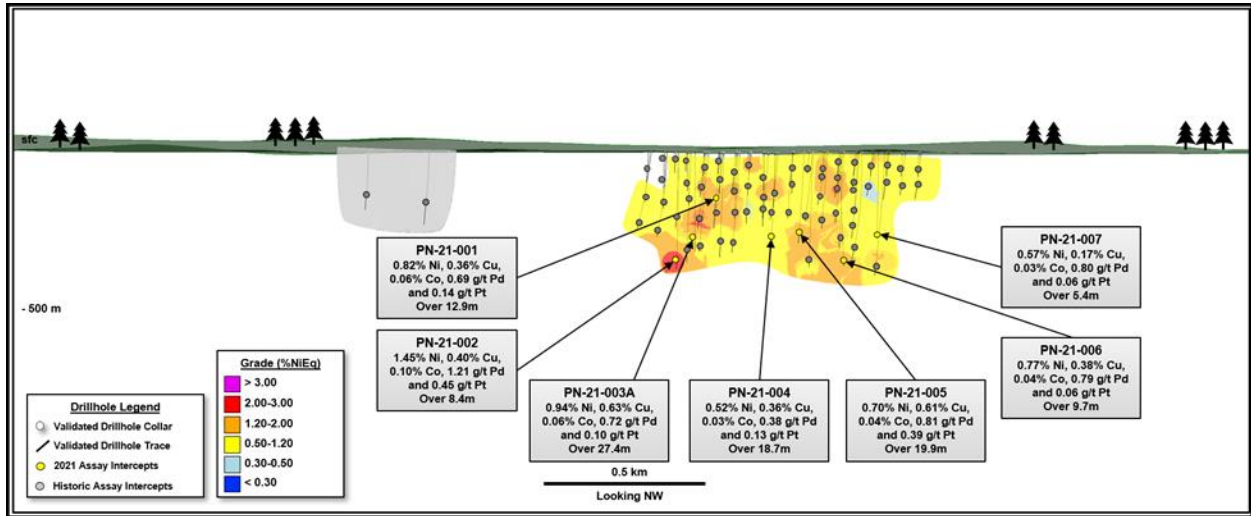 sfc
- 500 m
PN-21-001
0.82% Ni, 0.36% Cu,
0.06% Co, 0.69 g/t Pd
and 0.14 g/t Pt
Over 12.9m
PN-21-002
1.45% Ni, 0.40% Cu,
0.10% Co, 1.21 g/t Pd
and 0.45 g/t Pt
Over 8.4m
PN-21-003A
0.94% Ni, 0.63% Cu,
0.06% Co, 0.72 g/t Pd
and 0.10 g/t Pt
Over 27.4m
PN-21-004
0.52% Ni, 0.36% Cu,
0.03% Co, 0.38 g/t Pd
and 0.13 g/t Pt
Over 18.7m
PN-21-005
0.70% Ni, 0.61% Cu,
0.04% Co, 0.81 g/t Pd
and 0.39 g/t Pt
Over 19.9m
PN-21-007
0.57% Ni, 0.17% Cu,
0.03% Co, 0.80 g/t Pd
and 0.06 g/t Pt
Over 5.4m
PN-21-006
0.77% Ni, 0.38% Cu,
0.04% Co, 0.79 g/t Pd
and 0.06 g/t Pt
Over 9.7m
Drillhole Legend
Validated Drillhole Collar
Validated Drillhole Trace
2021 Assay Intercepts
Historic Assay Intercepts
Grade (%NiEq)
> 3.00
2.00-3.00
1.20-2.00
0.50-1.20
0.30-0.50
< 0.30
0.5 km
Looking NW